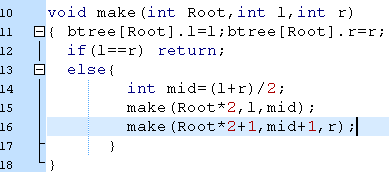 10 void make(int Root,int l,int r)
11 { btree[Root].l=l;btree[Root].r=r;
12 if(l==r) return;
13 else{
14 int mid=(l+r)/2;
15 make(Root*2,l,mid);
16 make(Root*2+1,mid+1,r);
17 }
18 }